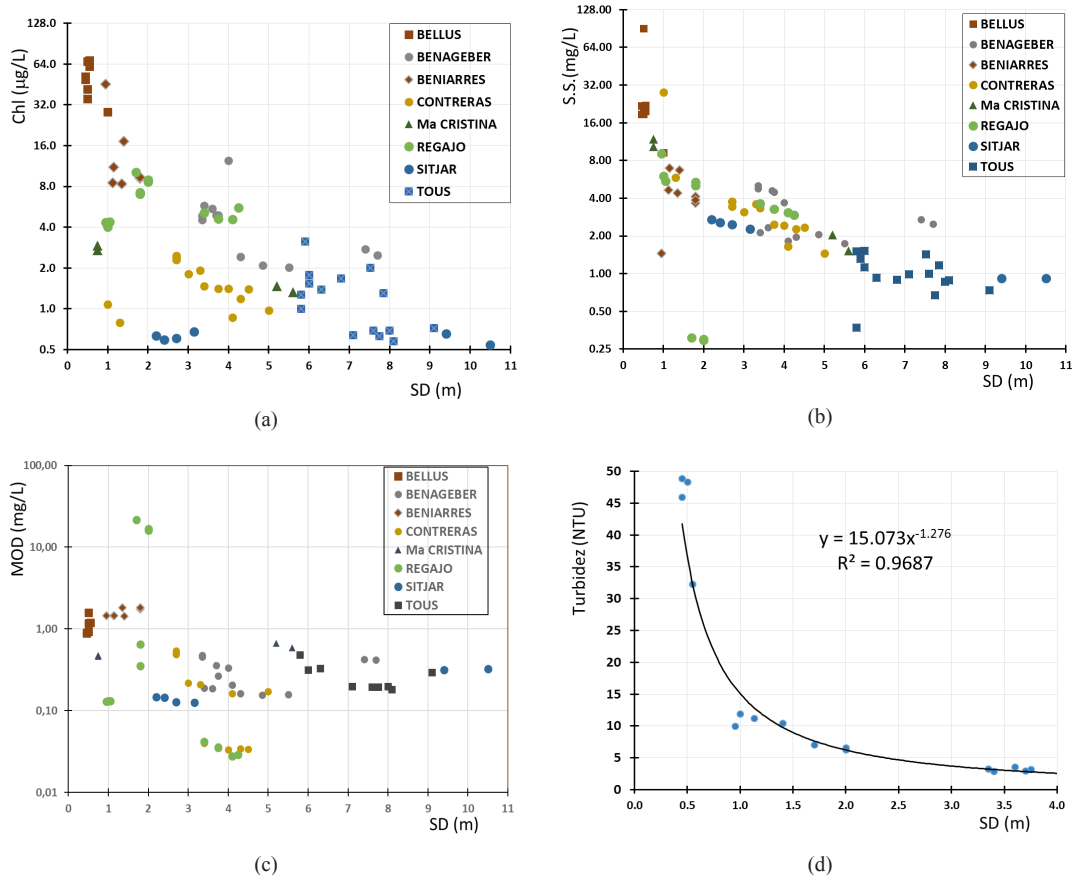 128.0
64.0
32.0
16.0
8.0
4.0
2.0
1.0
0.5
Chl (µg/L)
0 1 2 3 4 5 6 7 8 9 10 11
SD (m)
BELLUS
BENAGEBER
BENIARRES
CONTRERAS
Ma CRISTINA
REGAJO
SITJAR
TOUS
(a)
128.00
64.00
32.00
16.00
8.00
4.00
2.00
1.00
0.50
0.25
S.S.(mg/L)
0 1 2 3 4 5 6 7 8 9 10 11
SD (m)
BELLUS
BENAGEBER
BENIARRES
CONTRERAS
Ma CRISTINA
REGAJO
SITJAR
TOUS
(b)
100,00
10,00
1,00
0,10
0,01
MOD (mg/L)
0 1 2 3 4 5 6 7 8 9 10 11
SD (m)
BELLUS
BENAGEBER
BENIARRES
CONTRERAS
Ma CRISTINA
REGAJO
SITJAR
TOUS
(c)
50
45
40
35
30
25
20
15
10
5
0
Turbidez (NTU)
y = 15.073x^-1.276
R² = 0.9687
0.0 0.5 1.0 1.5 2.0 2.5 3.0 3.5 4.0
SD (m)
(d)